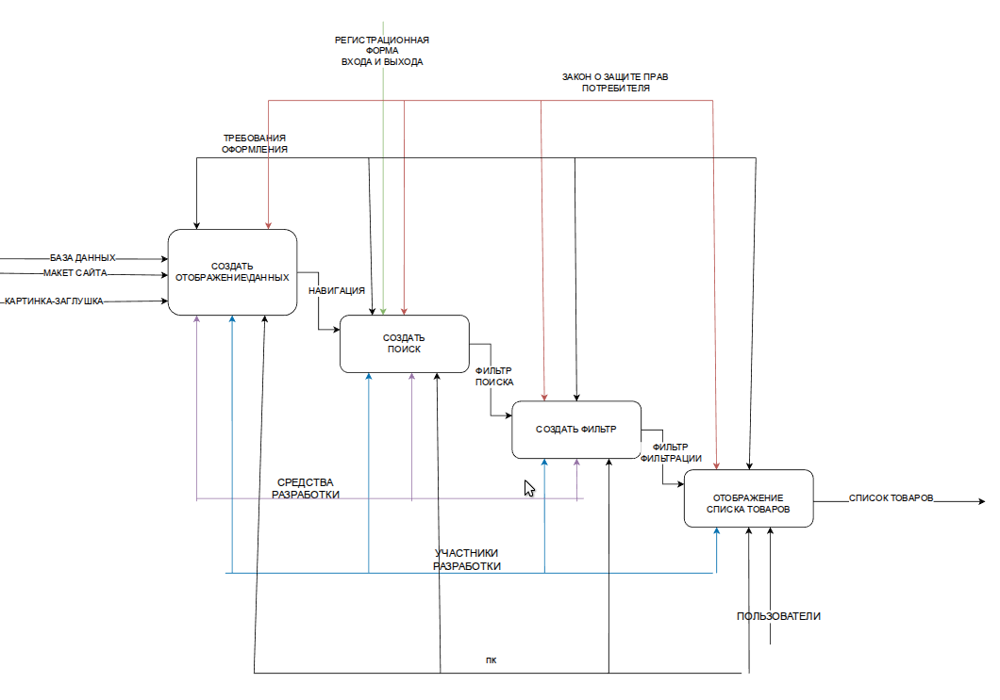 РЕГИСТРАЦИОННАЯ
ФОРМА
ВХОДА И ВЫХОДА
ЗАКОН О ЗАЩИТЕ ПРАВ
ПОТРЕБИТЕЛЯ
ТРЕБОВАНИЯ
ОФОРМЛЕНИЯ
БАЗА ДАННЫХ
МАКЕТ САЙТА
КАРТИНКА-ЗАГЛУШКА
СОЗДАТЬ
ОТОБРАЖЕНИЕ\ДАННЫХ
НАВИГАЦИЯ
СОЗДАТЬ
ПОИСК
ФИЛЬТР
ПОИСКА
СОЗДАТЬ ФИЛЬТР
ФИЛЬТР
ФИЛЬТРАЦИИ
ОТОБРАЖЕНИЕ
СПИСКА ТОВАРОВ
СПИСОК ТОВАРОВ
СРЕДСТВА
РАЗРАБОТКИ
УЧАСТНИКИ
РАЗРАБОТКИ
ПОЛЬЗОВАТЕЛИ
ПК